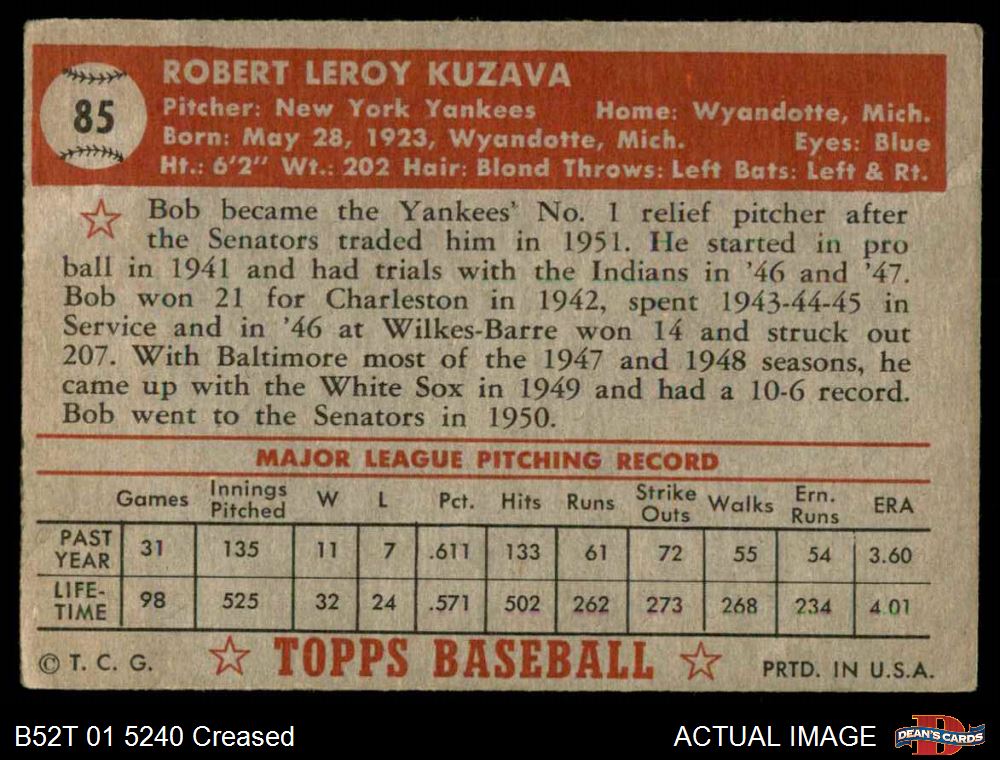 85
ROBERT LEROY KUZAVA
Pitcher: New York Yankees Home: Wyandotte, Mich.
Born: May 28, 1923, Wyandotte, Mich. Eyes: Blue
Ht.: 6'2" Wt.: 202 Hair: Blond Throws: Left Bats: Left & Rt.
Bob became the Yankees' No. 1 relief pitcher after
the Senators traded him in 1951. He started in pro
ball in 1941 and had trials with the Indians in '46 and '47.
Bob won 21 for Charleston in 1942, spent 1943-44-45 in
Service and in '46 at Wilkes-Barre won 14 and struck out
207. With Baltimore most of the 1947 and 1948 seasons, he
came up with the White Sox in 1949 and had a 10-6 record.
Bob went to the Senators in 1950.
MAJOR LEAGUE PITCHING RECORD
Games Innings Pitched W L Pct. Hits Runs Strike Outs Walks Ern. Runs ERA
PAST YEAR 31 135 11 7 .611 133 61 72 55 54 3.60
LIFE-TIME 98 525 32 24 .571 502 262 273 268 234 4.01
© T. C. G. TOPPS BASEBALL PRTD. IN U.S.A.
B52T 01 5240 Creased ACTUAL IMAGE D DEAN'S CARDS